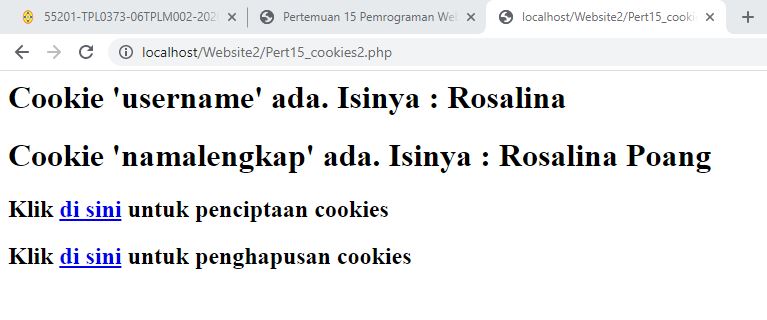 55201-TPL0373-06TPLM002-202
Pertemuan 15 Pemrograman We
localhost/Website2/Pert15_cooki
localhost/Website2/Pert15_cookies2.php
Cookie 'username' ada. Isinya : Rosalina
Cookie 'namalengkap' ada. Isinya : Rosalina Poang
Klik di sini untuk penciptaan cookies
Klik di sini untuk penghapusan cookies